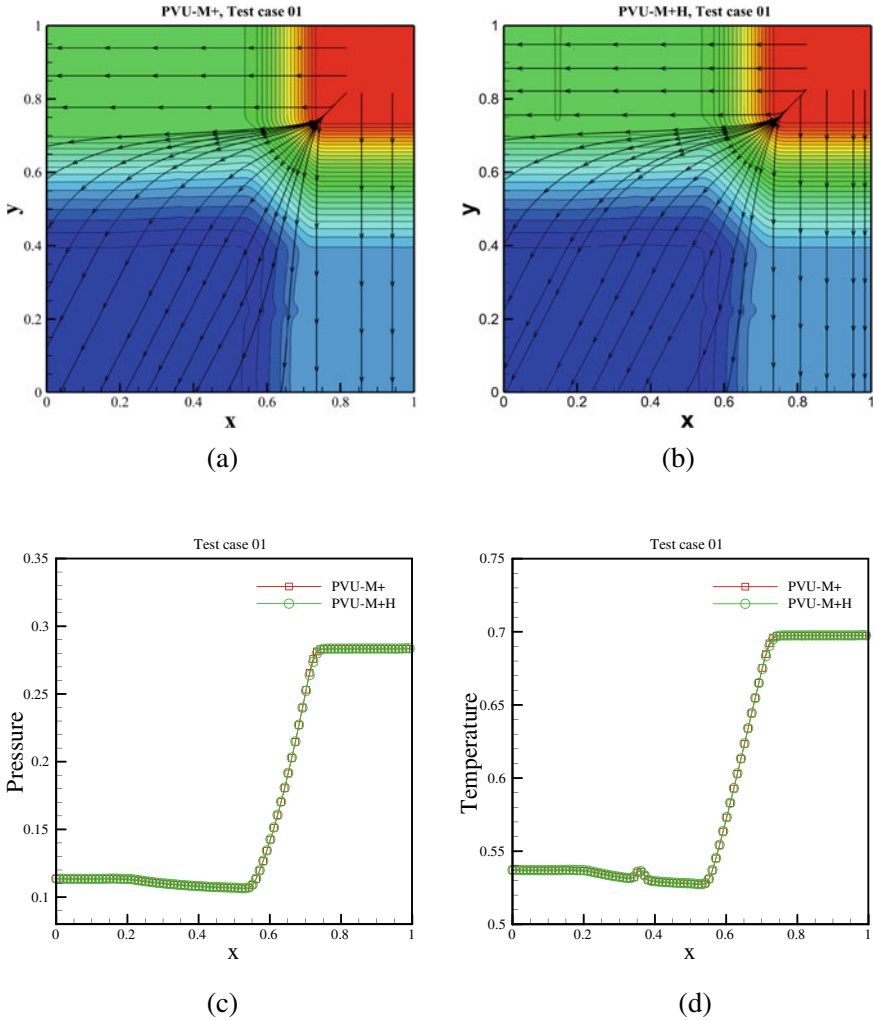 PVU-M+, Test case 01
y
1
0.8
0.6
0.4
0.2
0
0 0.2 0.4 0.6 0.8 1
x
(a)
PVU-M+H, Test case 01
y
1
0.8
0.6
0.4
0.2
0
0 0.2 0.4 0.6 0.8 1
x
(b)
Test case 01
PVU-M+
PVU-M+H
Pressure
0.35
0.3
0.25
0.2
0.15
0.1
0 0.2 0.4 0.6 0.8 1
x
(c)
Test case 01
PVU-M+
PVU-M+H
Temperature
0.75
0.7
0.65
0.6
0.55
0.5
0 0.2 0.4 0.6 0.8 1
x
(d)